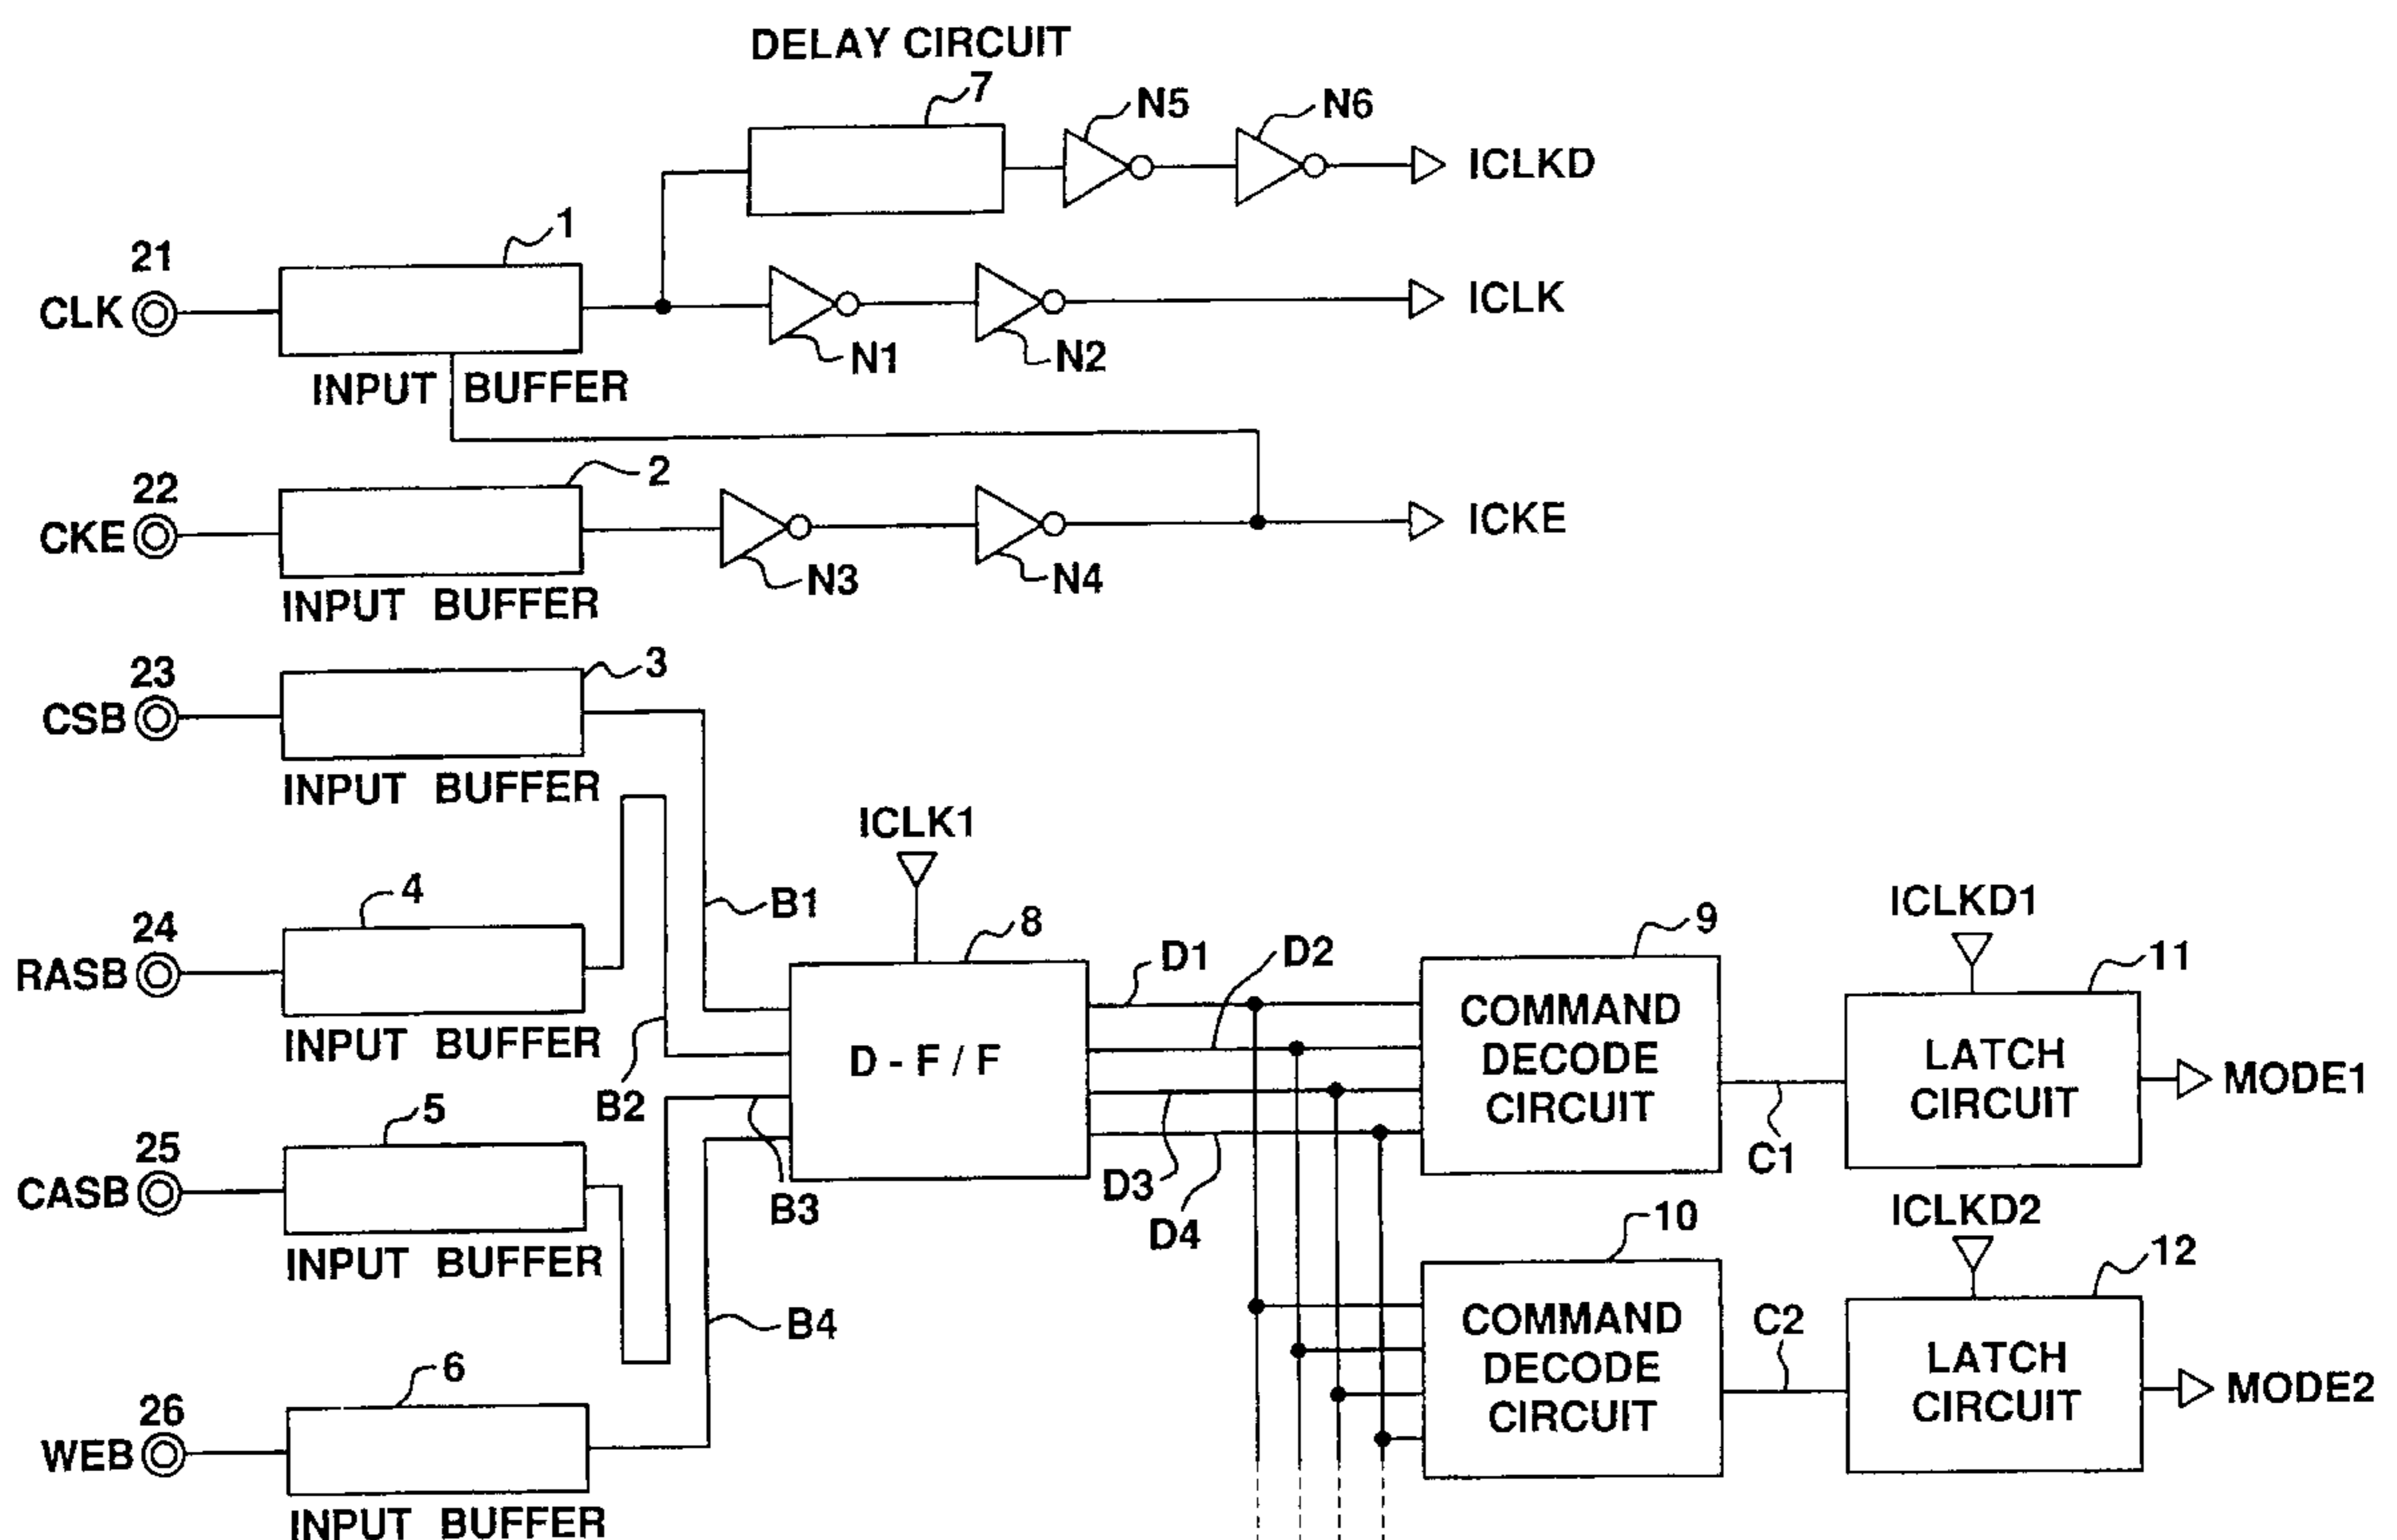 DELAY CIRCUIT
7
N5
N6
ICLKD
1
21
CLK
N1
N2
ICLK
INPUT BUFFER
2
22
CKE
N3
N4
ICKE
INPUT BUFFER
3
23
CSB
INPUT BUFFER
4
24
RASB
INPUT BUFFER
B1
B2
ICLK1
8
D - F / F
D1
D2
D3
D4
9
COMMAND
DECODE
CIRCUIT
C1
ICLKD1
11
LATCH
CIRCUIT
MODE1
5
25
CASB
INPUT BUFFER
B3
B4
6
26
WEB
INPUT BUFFER
10
COMMAND
DECODE
CIRCUIT
C2
ICLKD2
12
LATCH
CIRCUIT
MODE2